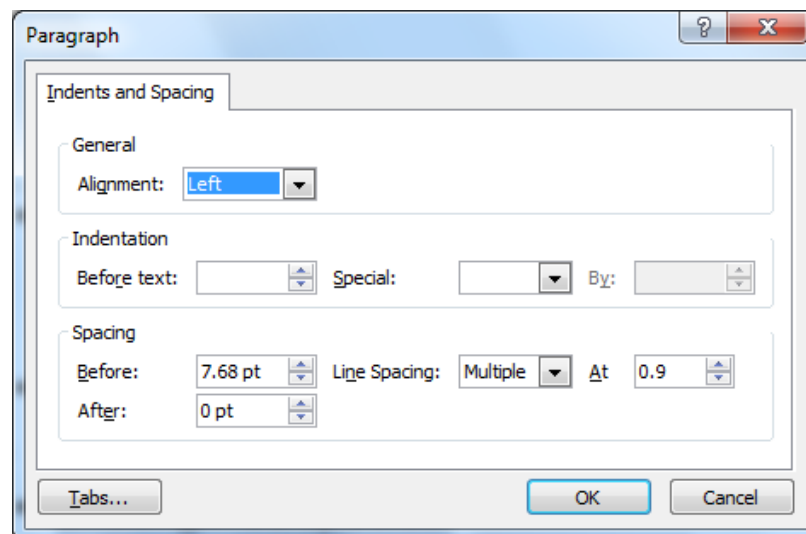 Paragraph
Indents and Spacing
General
Alignment: Left
Indentation
Before text: Special: By:
Spacing
Before: 7.68 pt Line Spacing: Multiple At 0.9
After: 0 pt
Tabs... OK Cancel